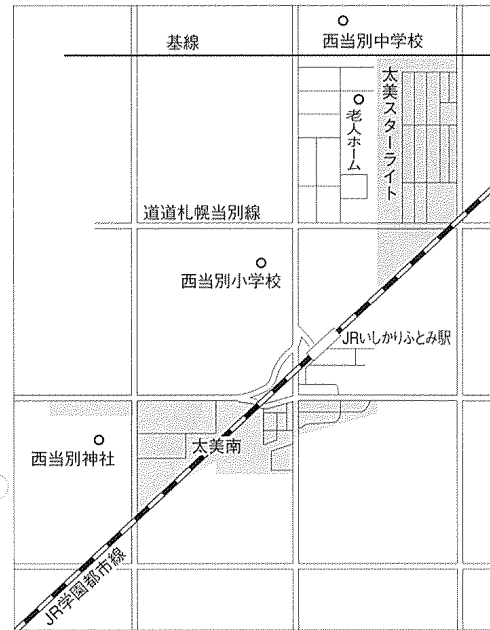 西当別中学校
基線
太美スターライト
老人ホーム
道道札幌当別線
西当別小学校
JRいしかりふとみ駅
太美南
西当別神社
JR学園都市線